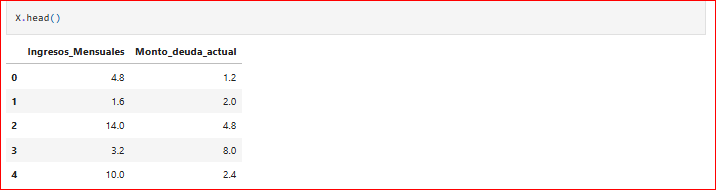 X.head()
Ingresos_Mensuales Monto_deuda_actual
0 4.8 1.2
1 1.6 2.0
2 14.0 4.8
3 3.2 8.0
4 10.0 2.4